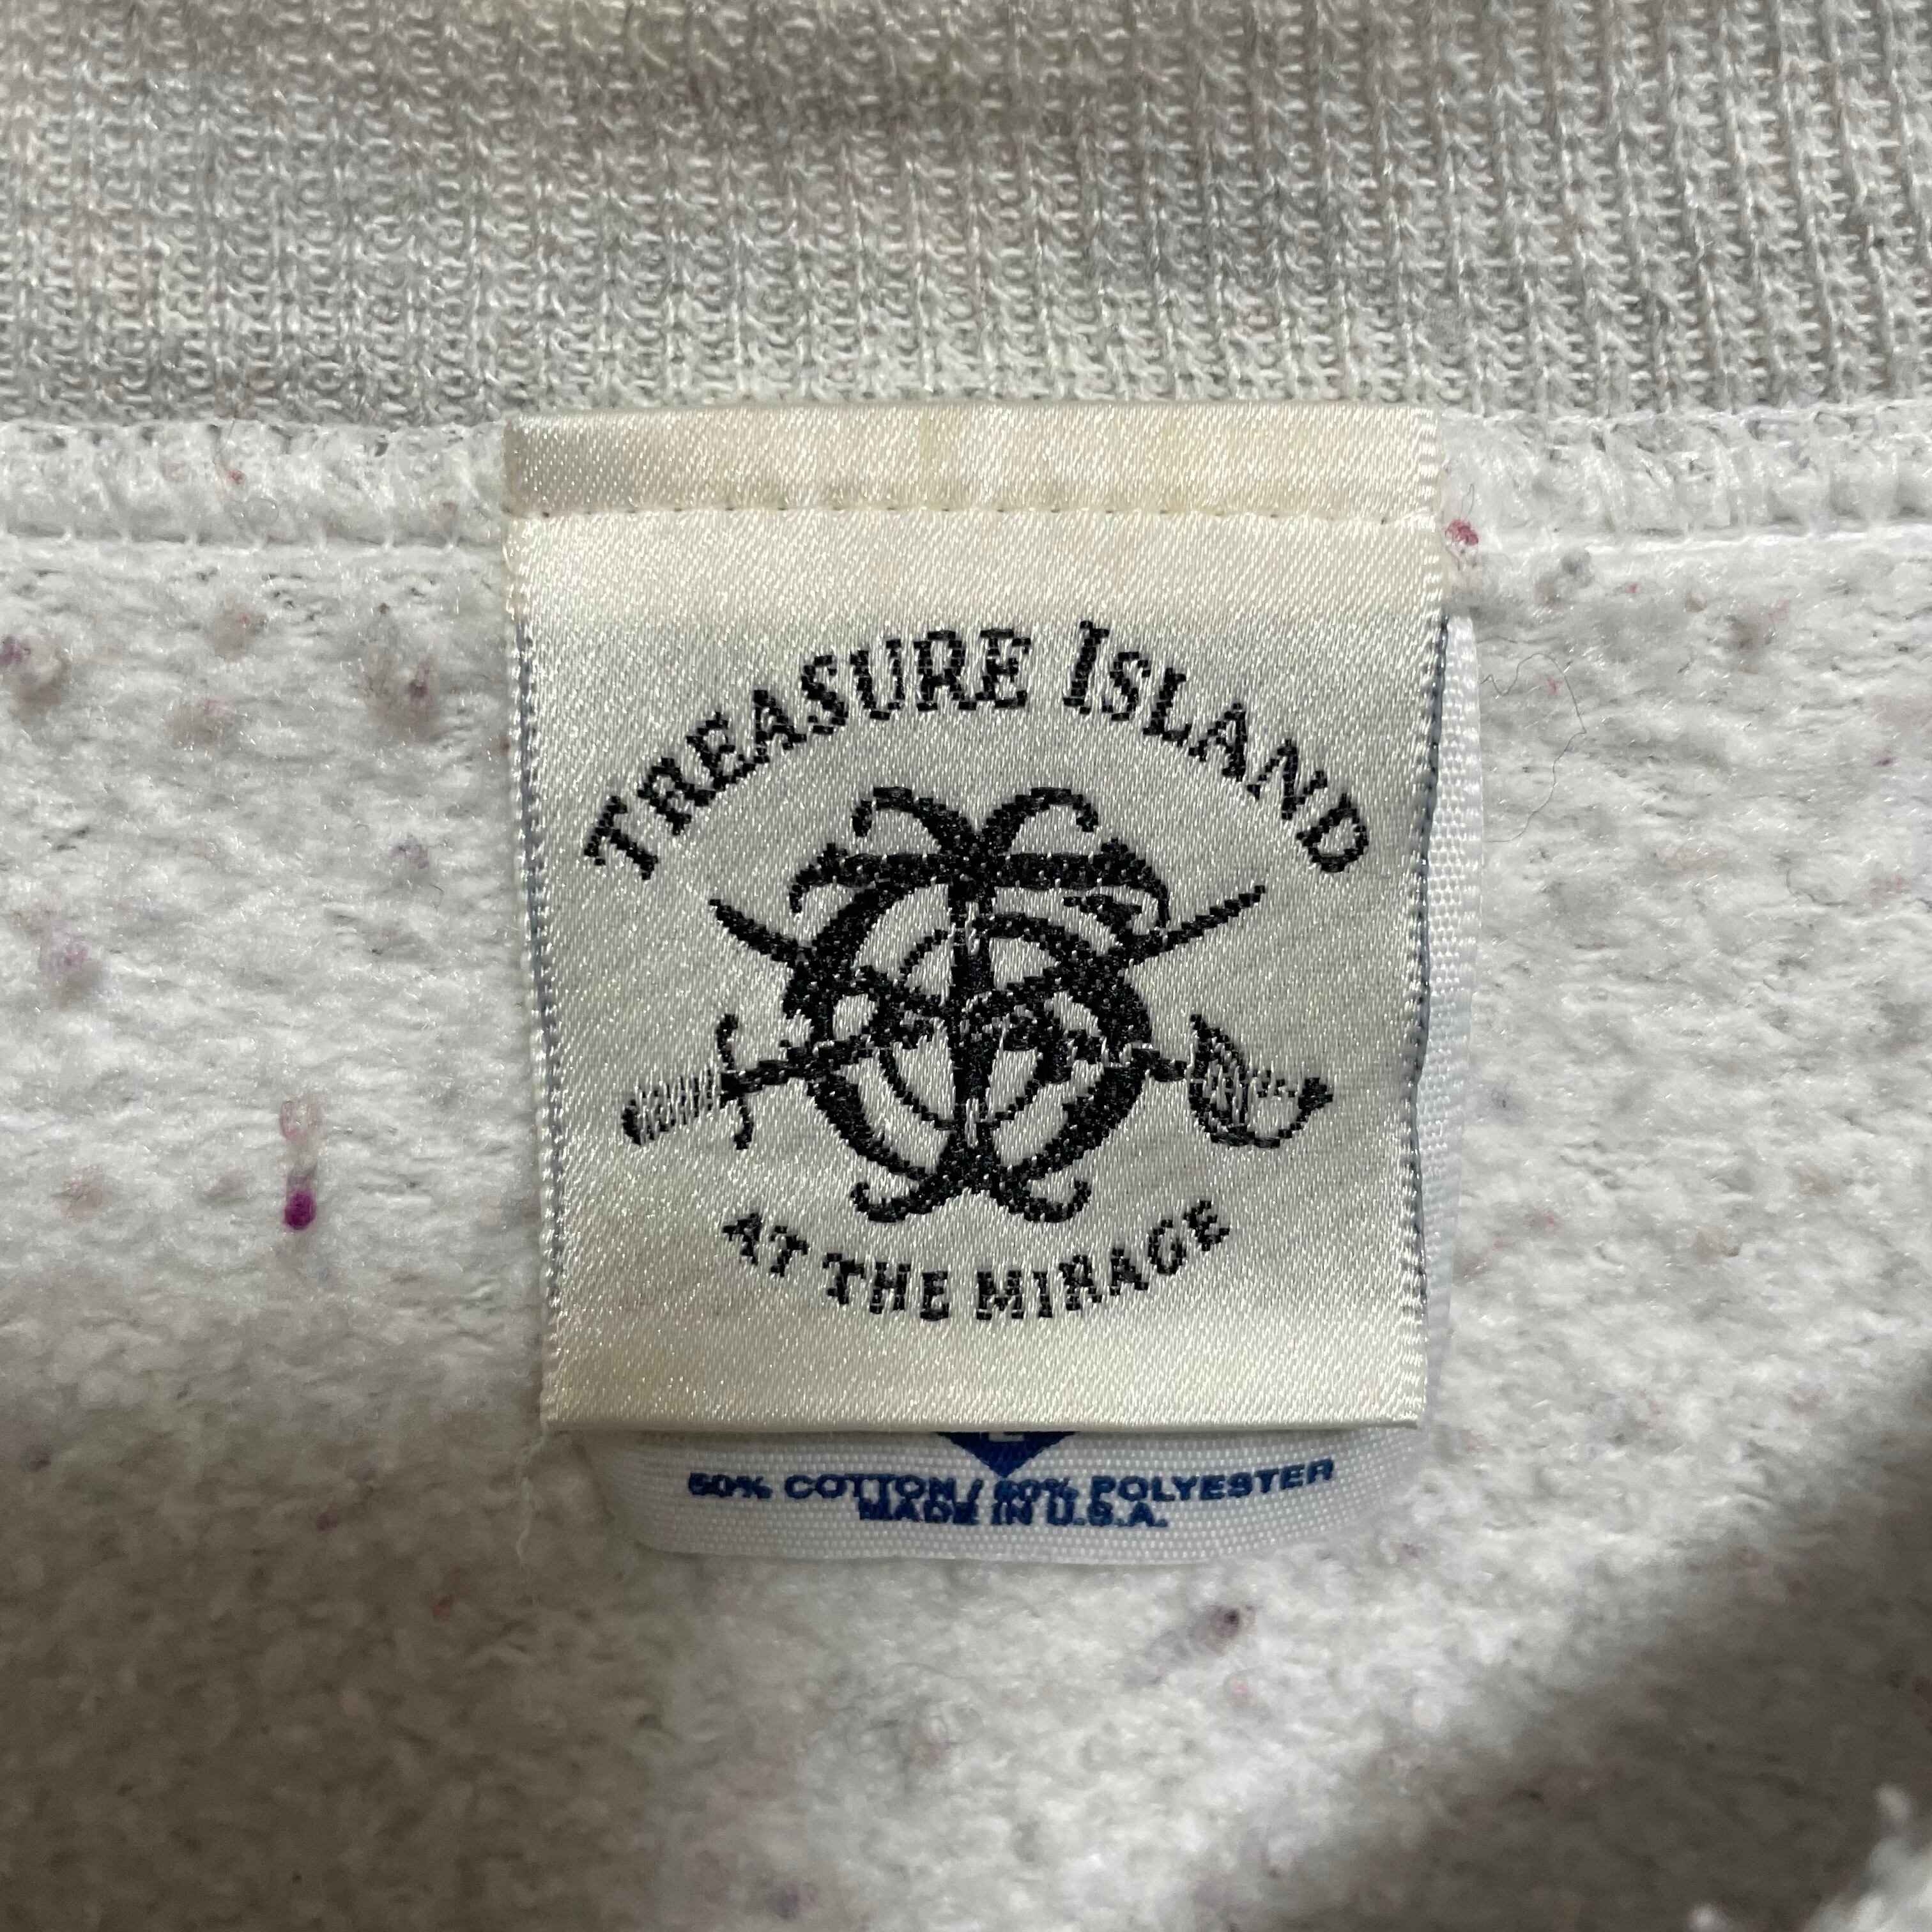 TREASURE ISLAND
AT THE MIRAGE
50% COTTON / 50% POLYESTER
MADE IN U.S.A.